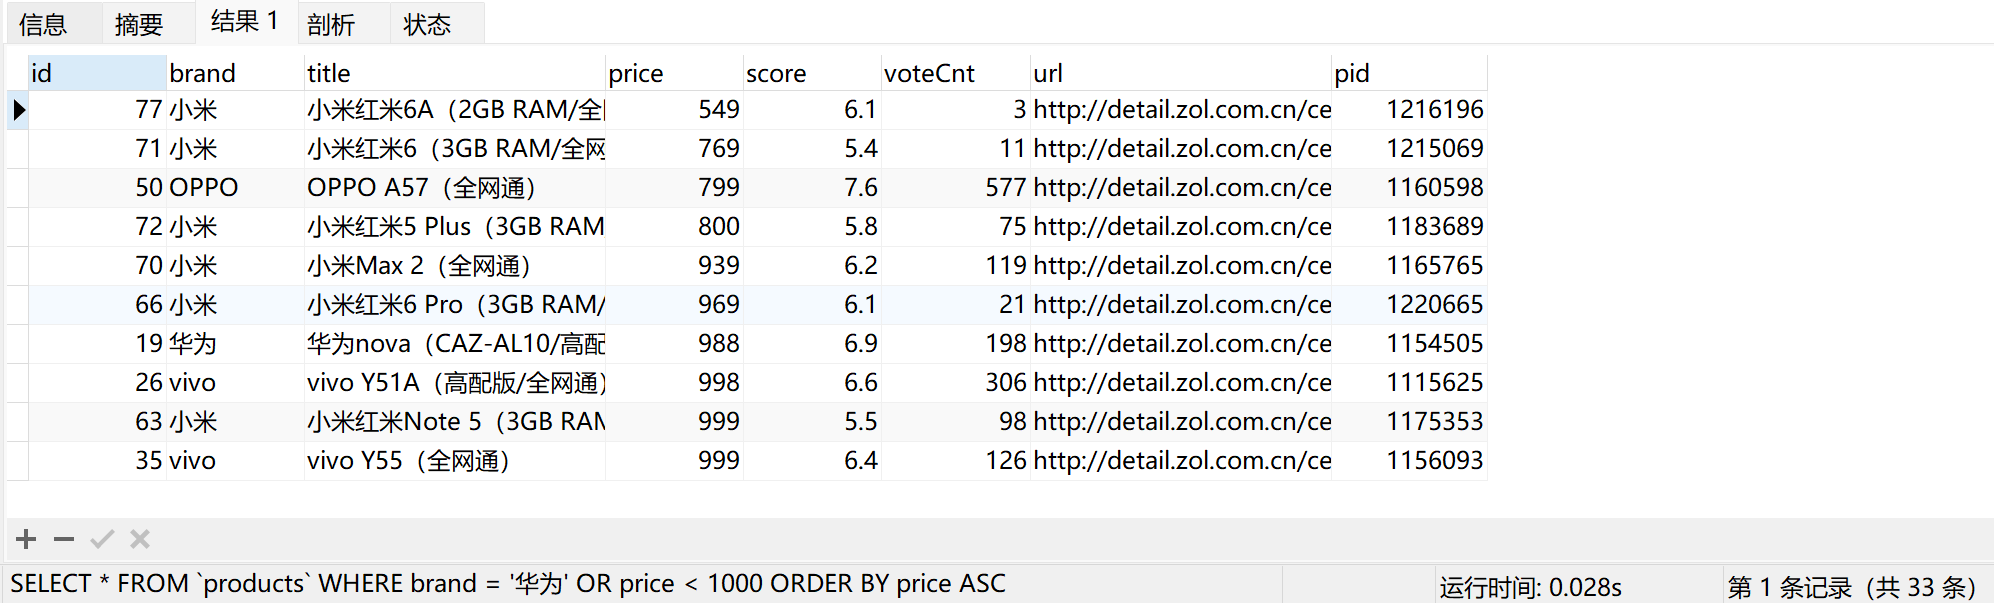 信息 摘要 结果 1 剖析 状态
id brand title price score voteCnt url pid
77 小米 小米红米6A（2GB RAM/全 549 6.1 3 http://detail.zol.com.cn/ce 1216196
71 小米 小米红米6（3GB RAM/全网 769 5.4 11 http://detail.zol.com.cn/ce 1215069
50 OPPO OPPO A57（全网通） 799 7.6 577 http://detail.zol.com.cn/ce 1160598
72 小米 小米红米5 Plus（3GB RAM 800 5.8 75 http://detail.zol.com.cn/ce 1183689
70 小米 小米Max 2（全网通） 939 6.2 119 http://detail.zol.com.cn/ce 1165765
66 小米 小米红米6 Pro（3GB RAM/ 969 6.1 21 http://detail.zol.com.cn/ce 1220665
19 华为 华为nova（CAZ-AL10/高配 988 6.9 198 http://detail.zol.com.cn/ce 1154505
26 vivo vivo Y51A（高配版/全网通） 998 6.6 306 http://detail.zol.com.cn/ce 1115625
63 小米 小米红米Note 5（3GB RAM 999 5.5 98 http://detail.zol.com.cn/ce 1175353
35 vivo vivo Y55（全网通） 999 6.4 126 http://detail.zol.com.cn/ce 1156093
SELECT * FROM `products` WHERE brand = '华为' OR price < 1000 ORDER BY price ASC 运行时间: 0.028s 第 1 条记录（共 33 条）